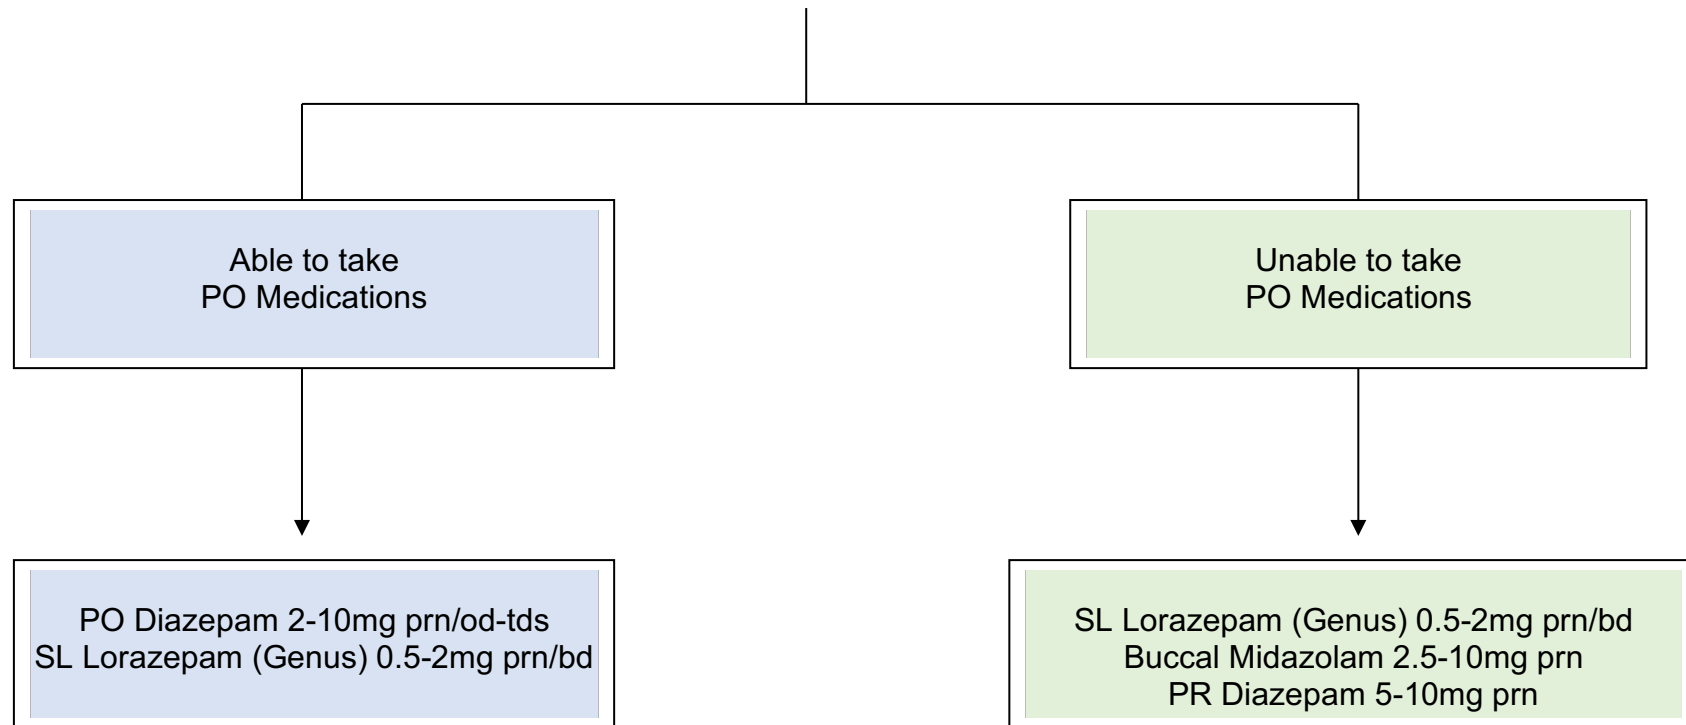 Able to take
PO Medications
Unable to take
PO Medications
PO Diazepam 2-10mg prn/od-tds
SL Lorazepam (Genus) 0.5-2mg prn/bd
SL Lorazepam (Genus) 0.5-2mg prn/bd
Buccal Midazolam 2.5-10mg prn
PR Diazepam 5-10mg prn